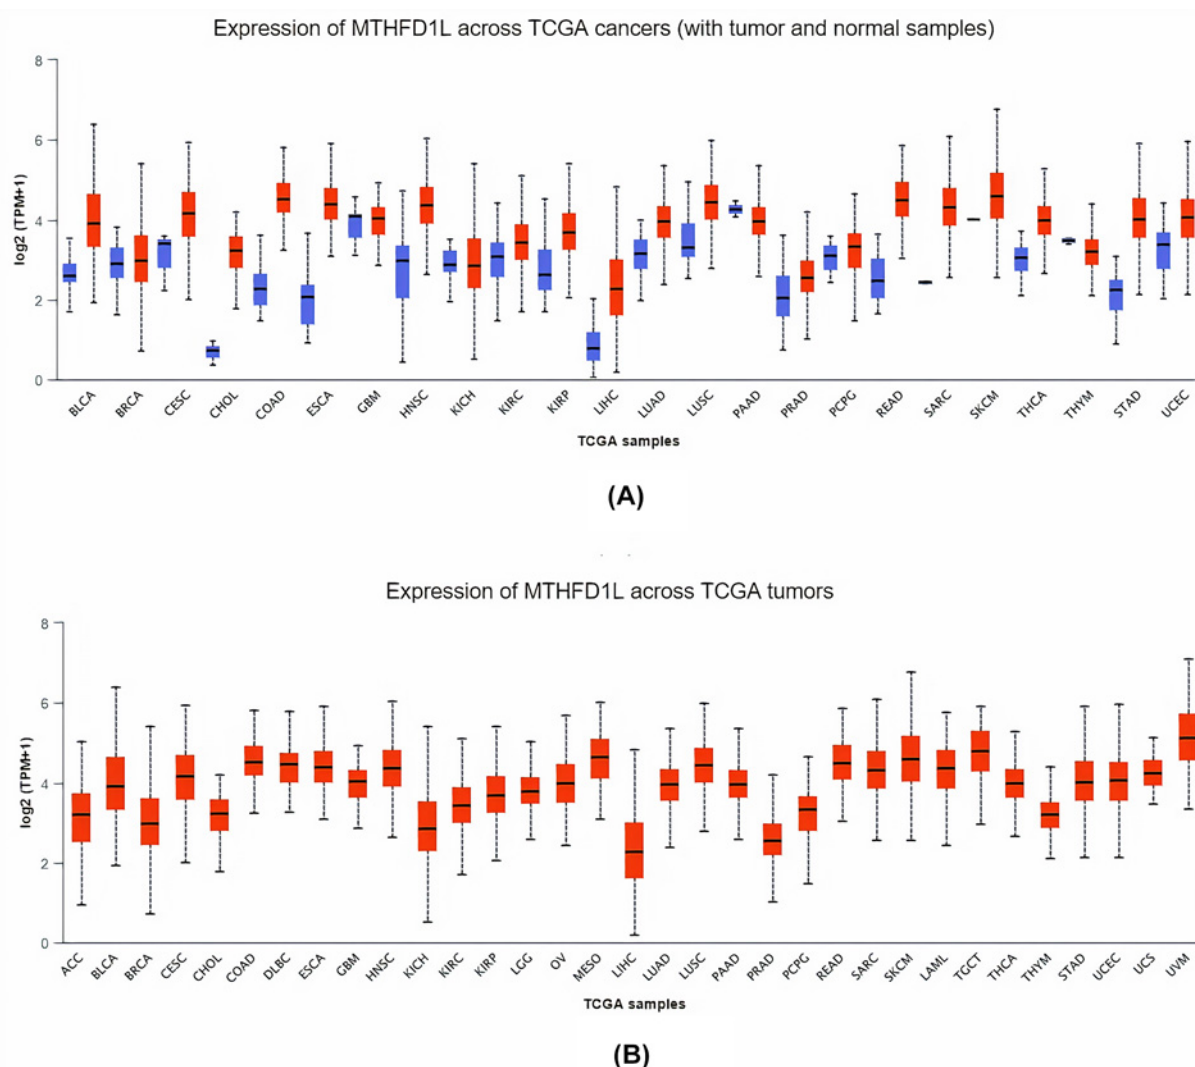 Expression of MTHFD1L across TCGA cancers (with tumor and normal samples)
8
6
4
2
0
log2 (TPM+1)
BLCA BRCA CESC CHOL COAD ESCA GBM HNSC KICH KIRC KIRP LIHC LUAD LUSC PAAD PRAD PCPG READ SARC SKCM THCA THYM STAD UCEC
TCGA samples
(A)
Expression of MTHFD1L across TCGA tumors
8
6
4
2
0
log2 (TPM+1)
ACC BLCA BRCA CESC CHOL COAD DLBC ESCA GBM HNSC KICH KIRC KIRP LGG OV MESO LIHC LUAD LUSC PAAD PRAD PCPG READ SARC SKCM LAML TGCT THCA THYM STAD UCEC UCS UVM
TCGA samples
(B)